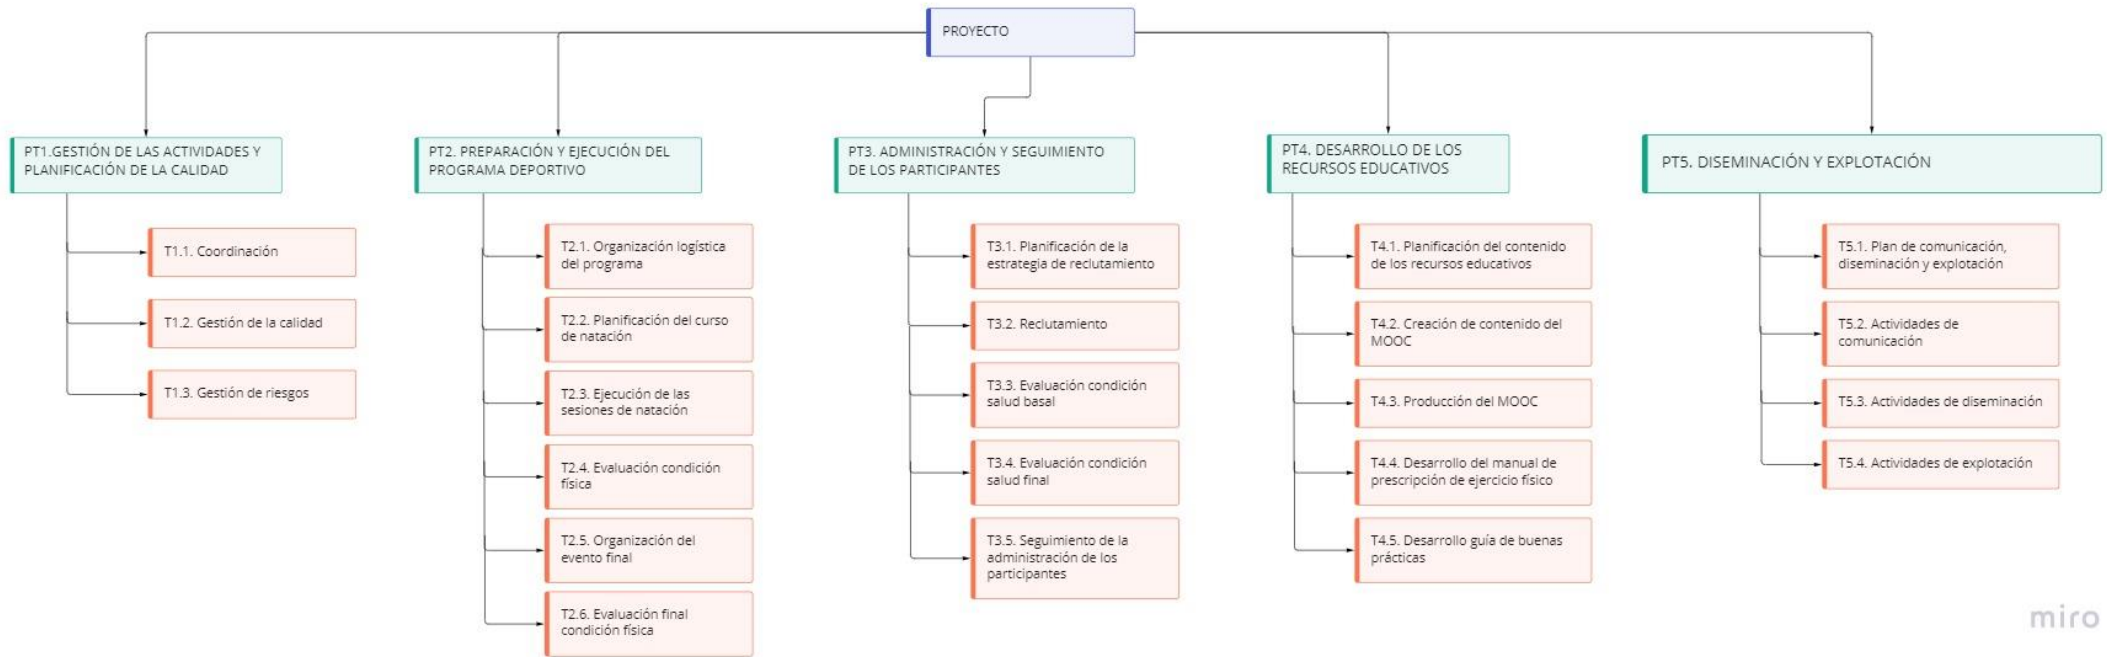 PROYECTO
PT1.GESTIÓN DE LAS ACTIVIDADES Y
PLANIFICACIÓN DE LA CALIDAD
T1.1. Coordinación
T1.2. Gestión de la calidad
T1.3. Gestión de riesgos
PT2. PREPARACIÓN Y EJECUCIÓN DEL
PROGRAMA DEPORTIVO
T2.1. Organización logística
del programa
T2.2. Planificación del curso
de natación
T2.3. Ejecución de las
sesiones de natación
T2.4. Evaluación condición
física
T2.5. Organización del
evento final
T2.6. Evaluación final
condición física
PT3. ADMINISTRACIÓN Y SEGUIMIENTO
DE LOS PARTICIPANTES
T3.1. Planificación de la
estrategia de reclutamiento
T3.2. Reclutamiento
T3.3. Evaluación condición
salud basal
T3.4. Evaluación condición
salud final
T3.5. Seguimiento de la
administración de los
participantes
PT4. DESARROLLO DE LOS
RECURSOS EDUCATIVOS
T4.1. Planificación del contenido
de los recursos educativos
T4.2. Creación de contenido del
MOOC
T4.3. Producción del MOOC
T4.4. Desarrollo del manual de
prescripción de ejercicio físico
T4.5. Desarrollo guía de buenas
prácticas
PT5. DISEMINACIÓN Y EXPLOTACIÓN
T5.1. Plan de comunicación,
diseminación y explotación
T5.2. Actividades de
comunicación
T5.3. Actividades de diseminación
T5.4. Actividades de explotación
miro